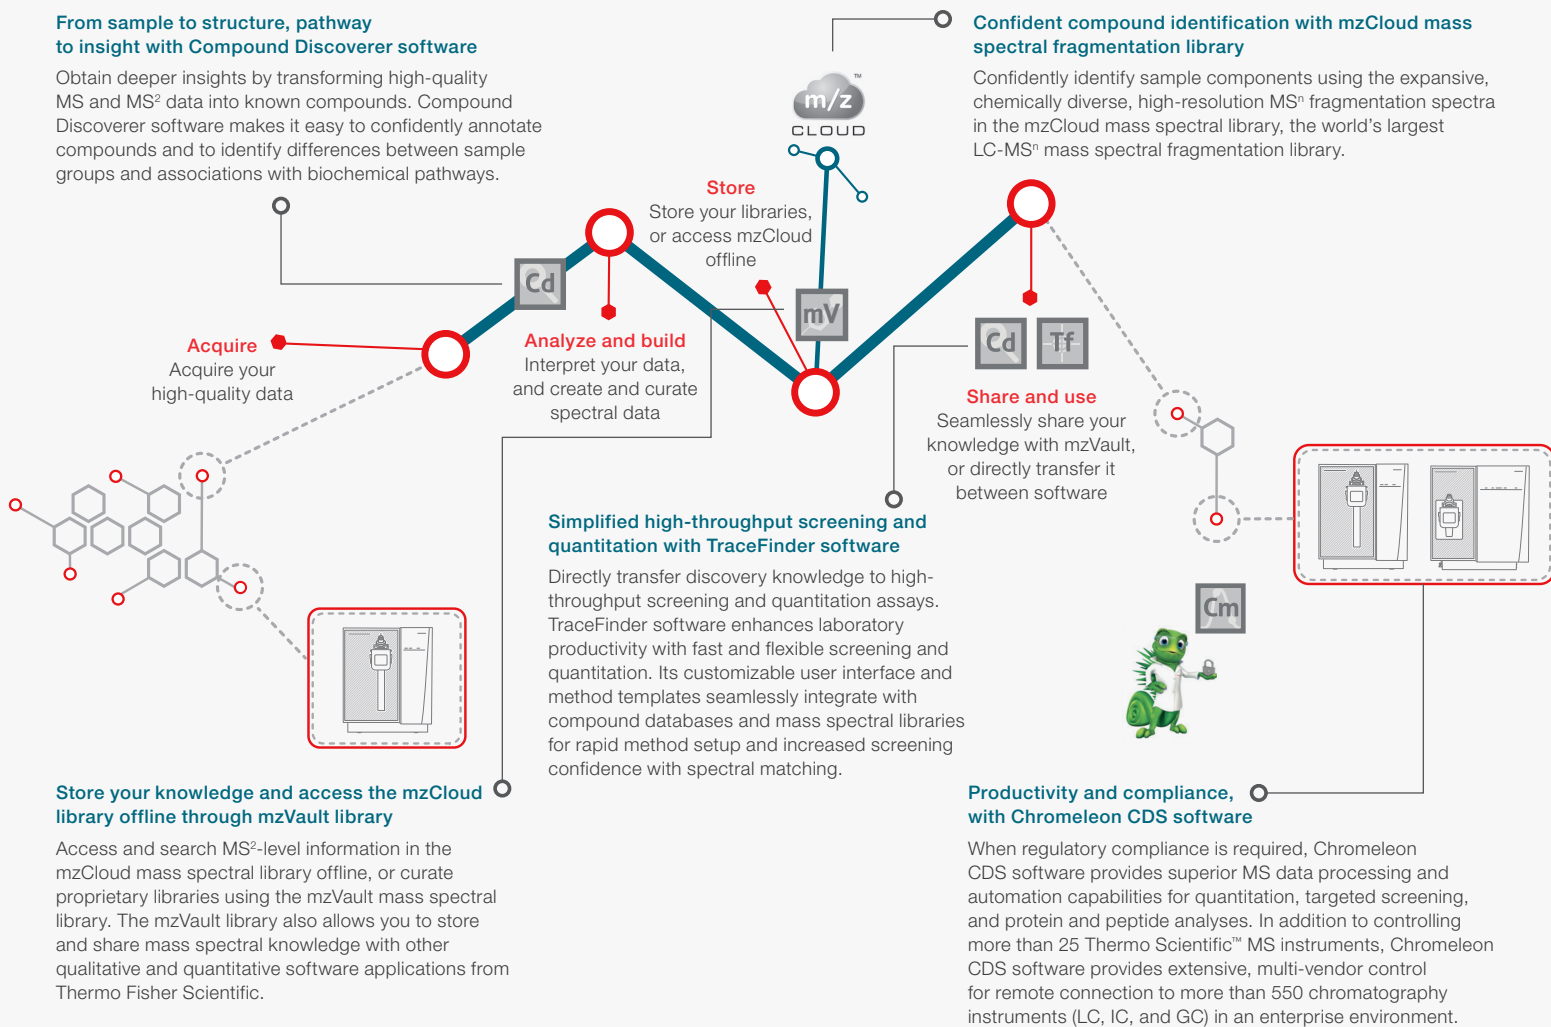 From sample to structure, pathway
to insight with Compound Discoverer software
Obtain deeper insights by transforming high-quality
MS and MS² data into known compounds. Compound
Discoverer software makes it easy to confidently annotate
compounds and to identify differences between sample
groups and associations with biochemical pathways.
m/z ™
CLOUD
Confident compound identification with mzCloud mass
spectral fragmentation library
Confidently identify sample components using the expansive,
chemically diverse, high-resolution MSⁿ fragmentation spectra
in the mzCloud mass spectral library, the world’s largest
LC-MSⁿ mass spectral fragmentation library.
Acquire
Acquire your
high-quality data
Cd
Analyze and build
Interpret your data,
and create and curate
spectral data
Store
Store your libraries,
or access mzCloud
offline
mV
Cd
Tf
Share and use
Seamlessly share your
knowledge with mzVault,
or directly transfer it
between software
Simplified high-throughput screening and
quantitation with TraceFinder software
Directly transfer discovery knowledge to high-
throughput screening and quantitation assays.
TraceFinder software enhances laboratory
productivity with fast and flexible screening and
quantitation. Its customizable user interface and
method templates seamlessly integrate with
compound databases and mass spectral libraries
for rapid method setup and increased screening
confidence with spectral matching.
Cm
Store your knowledge and access the mzCloud
library offline through mzVault library
Access and search MS²-level information in the
mzCloud mass spectral library offline, or curate
proprietary libraries using the mzVault mass spectral
library. The mzVault library also allows you to store
and share mass spectral knowledge with other
qualitative and quantitative software applications from
Thermo Fisher Scientific.
Productivity and compliance,
with Chromeleon CDS software
When regulatory compliance is required, Chromeleon
CDS software provides superior MS data processing and
automation capabilities for quantitation, targeted screening,
and protein and peptide analyses. In addition to controlling
more than 25 Thermo Scientific™ MS instruments, Chromeleon
CDS software provides extensive, multi-vendor control
for remote connection to more than 550 chromatography
instruments (LC, IC, and GC) in an enterprise environment.